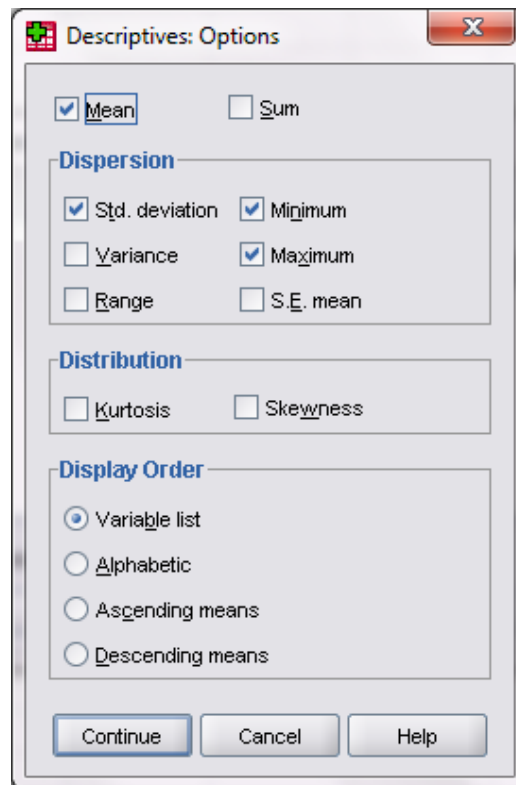 Descriptives: Options
Mean Sum
Dispersion
Std. deviation Minimum
Variance Maximum
Range S.E. mean
Distribution
Kurtosis Skewness
Display Order
Variable list
Alphabetic
Ascending means
Descending means
Continue Cancel Help